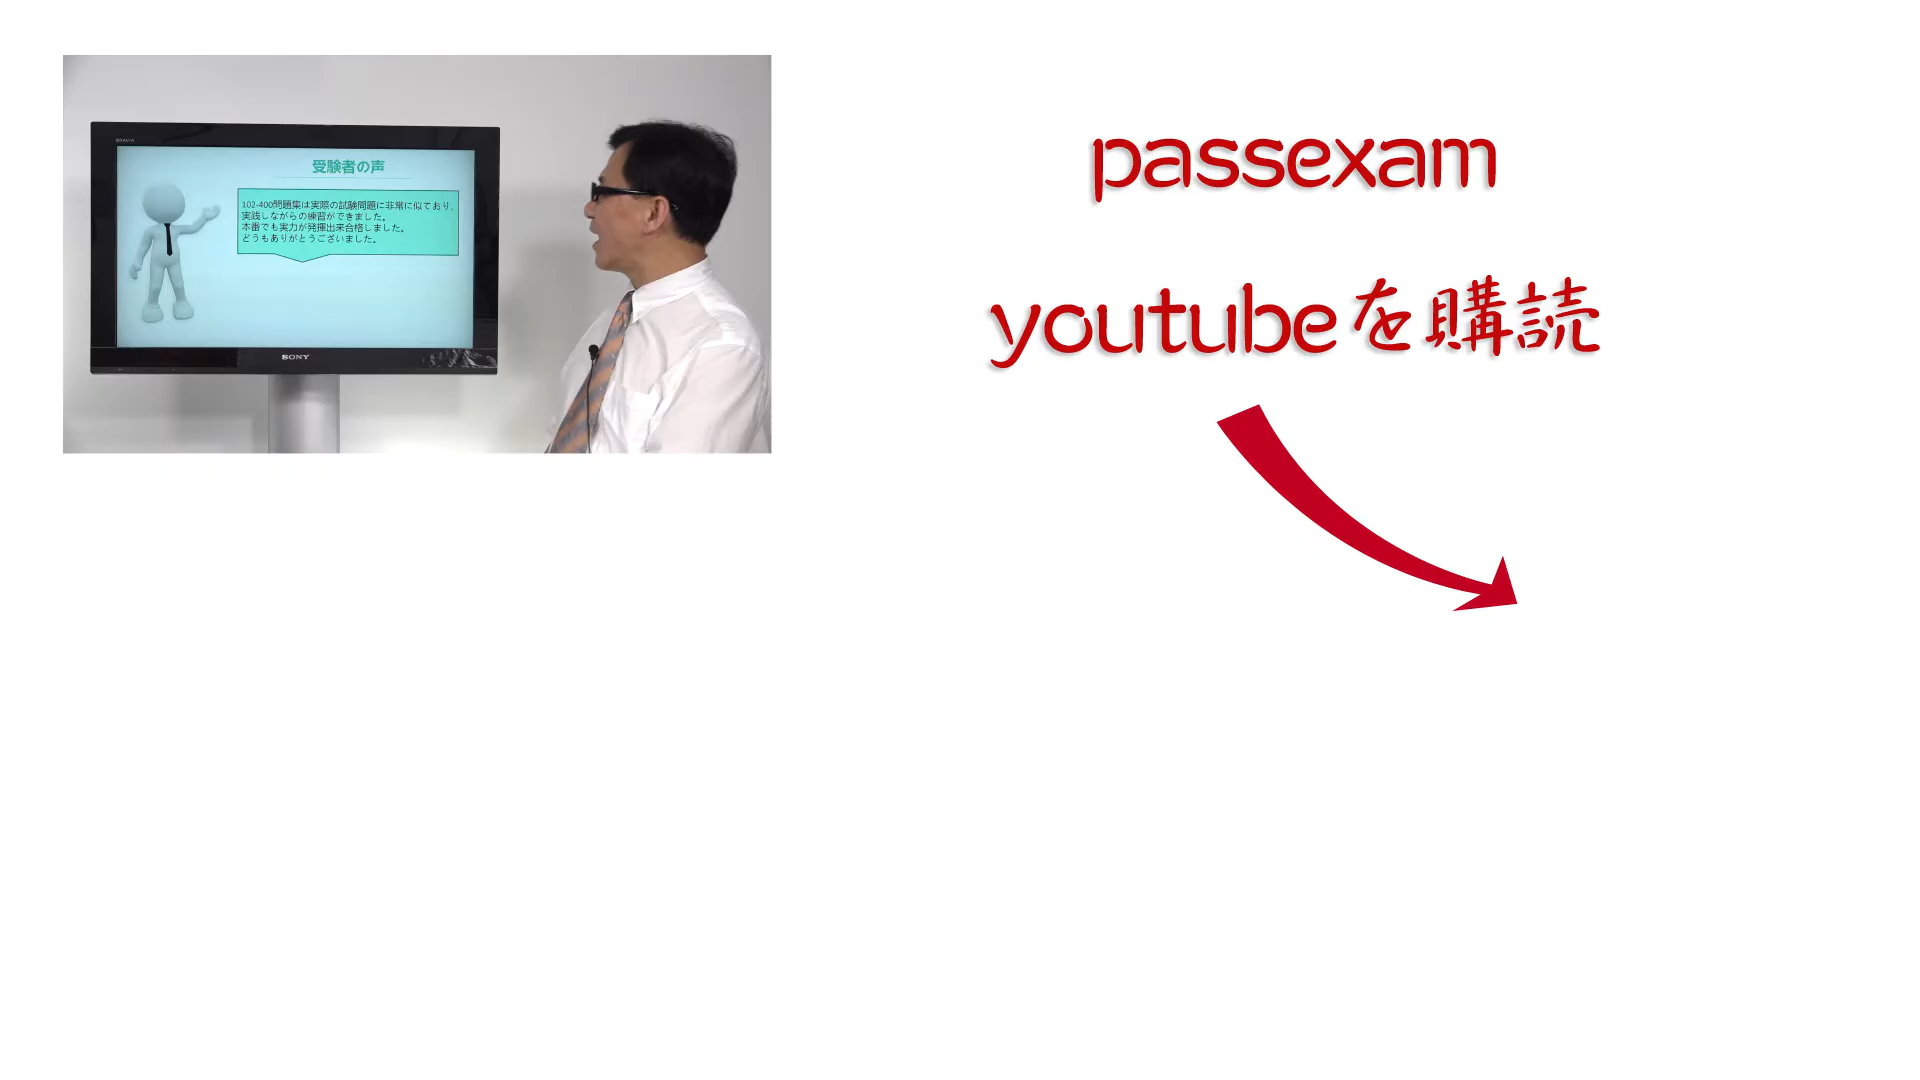 受験者の声
102-400問題集は実際の試験問題に非常に似ており、
実践しながらの練習ができました。
本番でも実力が発揮出来合格しました。
どうもありがとうございました。
SONY
passexam
youtubeを購読